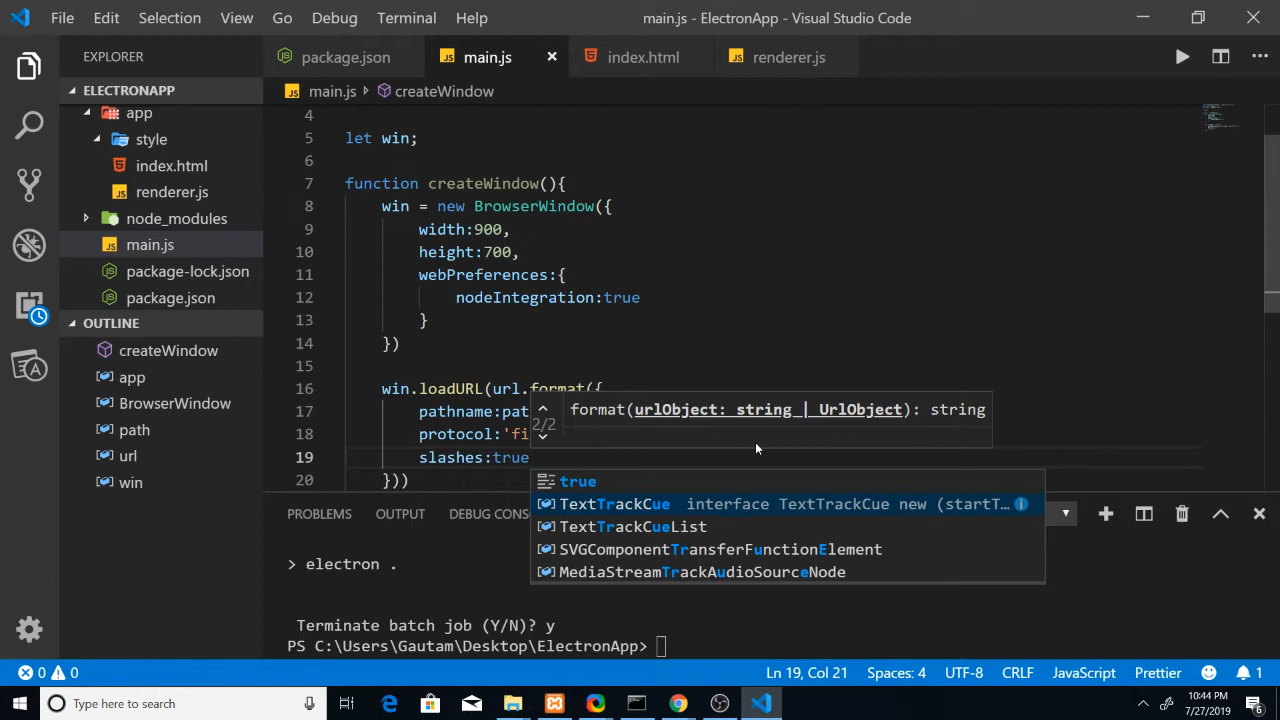 File Edit Selection View Go Debug Terminal Help main.js - ElectronApp - Visual Studio Code
EXPLORER
package.json main.js index.html renderer.js
ELECTRONAPP
main.js createWindow
app
style
index.html
renderer.js
node_modules
main.js
package-lock.json
package.json
OUTLINE
createWindow
app
BrowserWindow
path
url
win
4
5 let win;
6
7 function createWindow(){
8 win = new BrowserWindow({
9 width:900,
10 height:700,
11 webPreferences:{
12 nodeIntegration:true
13 }
14 })
15
16 win.loadURL(url.format({
17 pathname:pat
18 protocol:'fi
19 slashes:true
20 }))
2/2 format(urlObject: string | UrlObject): string
true
TextTrackCue interface TextTrackCue new (startT…
TextTrackCueList
SVGComponentTransferFunctionElement
MediaStreamTrackAudioSourceNode
PROBLEMS OUTPUT DEBUG CONS
> electron .
Terminate batch job (Y/N)? y
PS C:\Users\Gautam\Desktop\ElectronApp>
0 0 Ln 19, Col 21 Spaces: 4 UTF-8 CRLF JavaScript Prettier 1
Type here to search
10:44 PM
7/27/2019
6